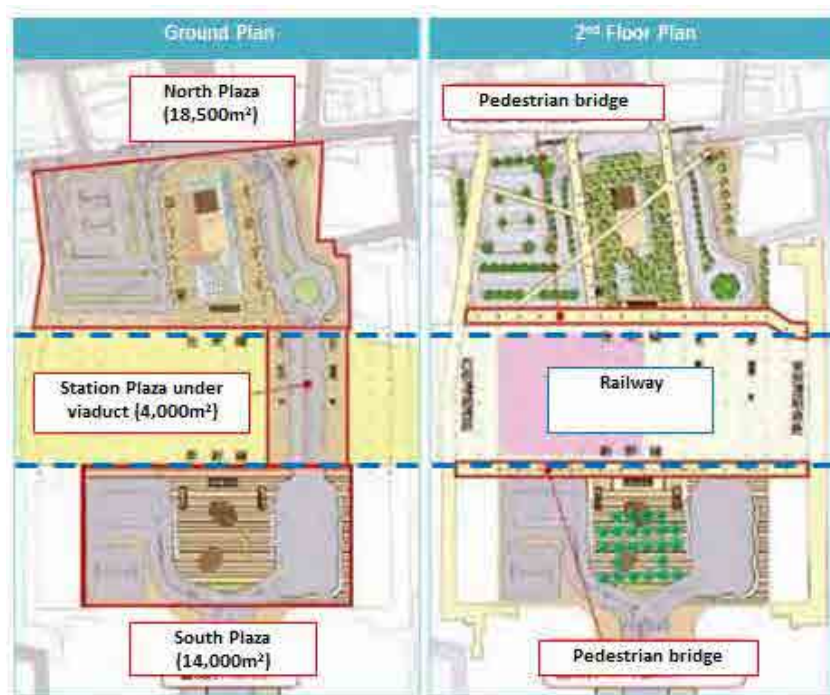 Ground Plan
2nd Floor Plan
North Plaza
(18,500m²)
Pedestrian bridge
Station Plaza under
viaduct (4,000m²)
Railway
South Plaza
(14,000m²)
Pedestrian bridge